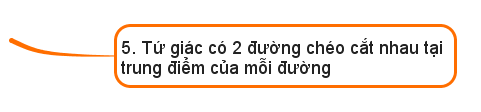 5. Tứ giác có 2 đường chéo cắt nhau tại
trung điểm của mỗi đường